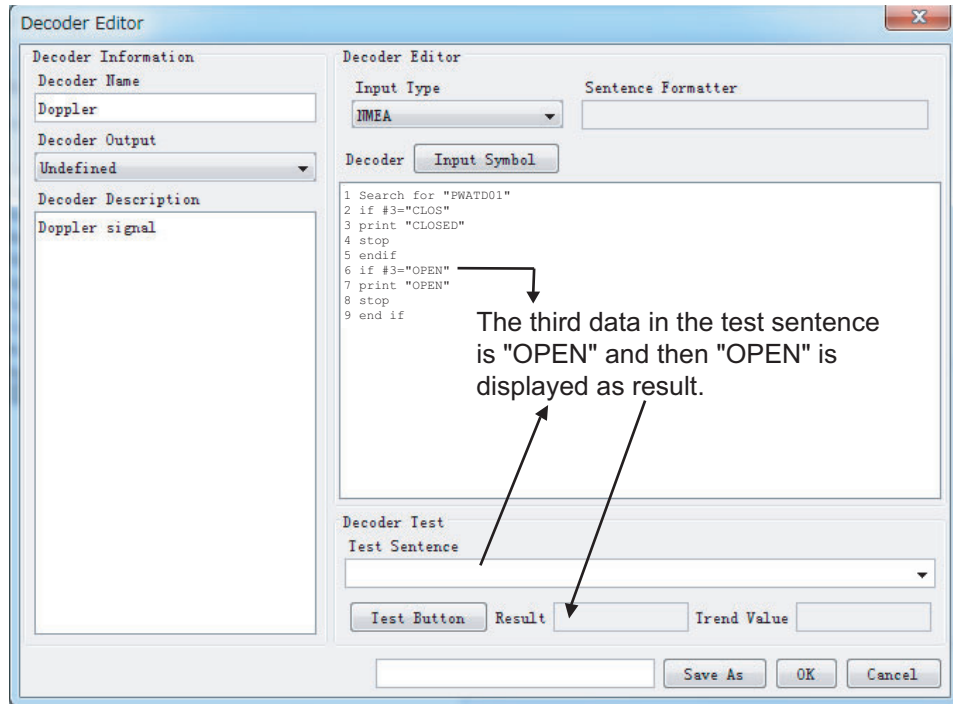 Decoder Editor
Decoder Information
Decoder Name
Doppler
Decoder Output
Undefined
Decoder Description
Doppler signal
Decoder Editor
Input Type
Sentence Formatter
NMEA
Decoder
Input Symbol
1 Search for "PWATD01"
2 if #3="CLOS"
3 print "CLOSED"
4 stop
5 endif
6 if #3="OPEN"
7 print "OPEN"
8 stop
9 end if
The third data in the test sentence
is "OPEN" and then "OPEN" is
displayed as result.
Decoder Test
Test Sentence
Test Button
Result
Trend Value
Save As
OK
Cancel